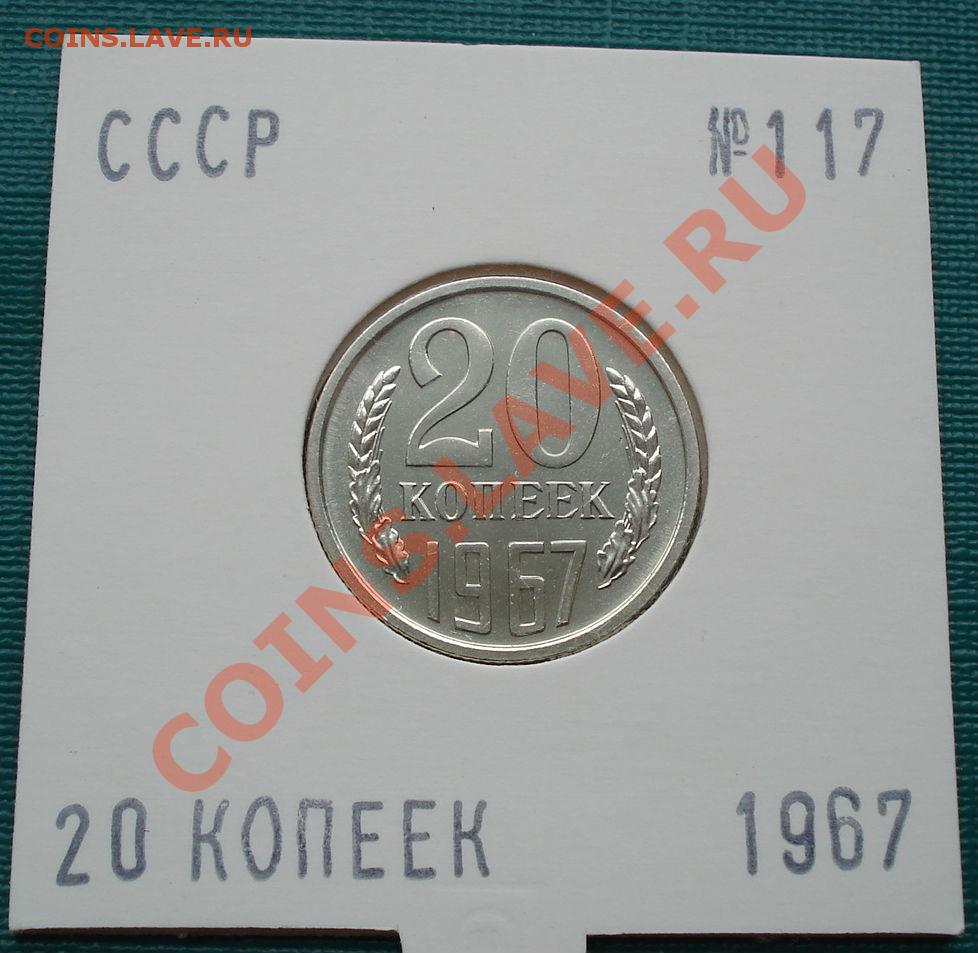 COINS.LAVE.RU
СССР №117
20
КОПЕЕК
1967
COINS.LAVE.RU
20 КОПЕЕК 1967